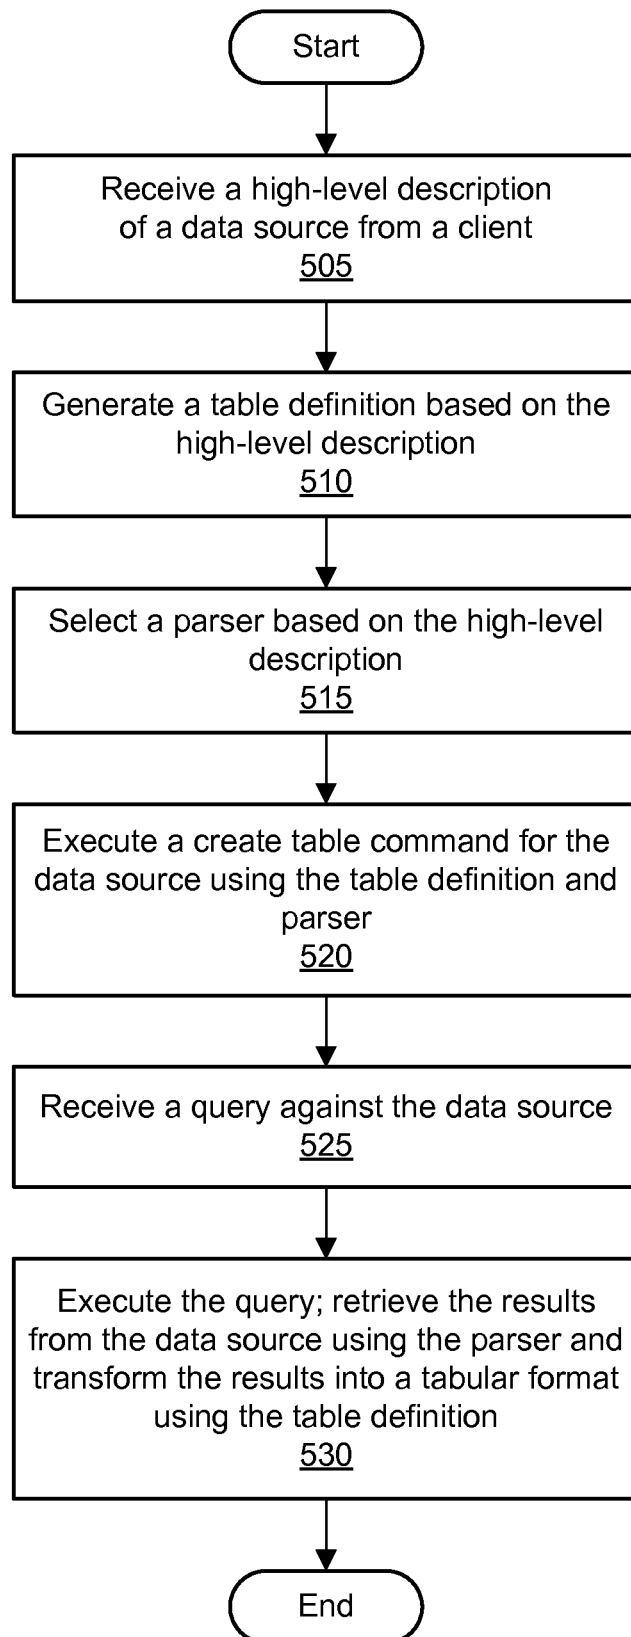 Start
Receive a high-level description
of a data source from a client
505
Generate a table definition based on the
high-level description
510
Select a parser based on the high-level
description
515
Execute a create table command for the
data source using the table definition and
parser
520
Receive a query against the data source
525
Execute the query; retrieve the results
from the data source using the parser and
transform the results into a tabular format
using the table definition
530
End